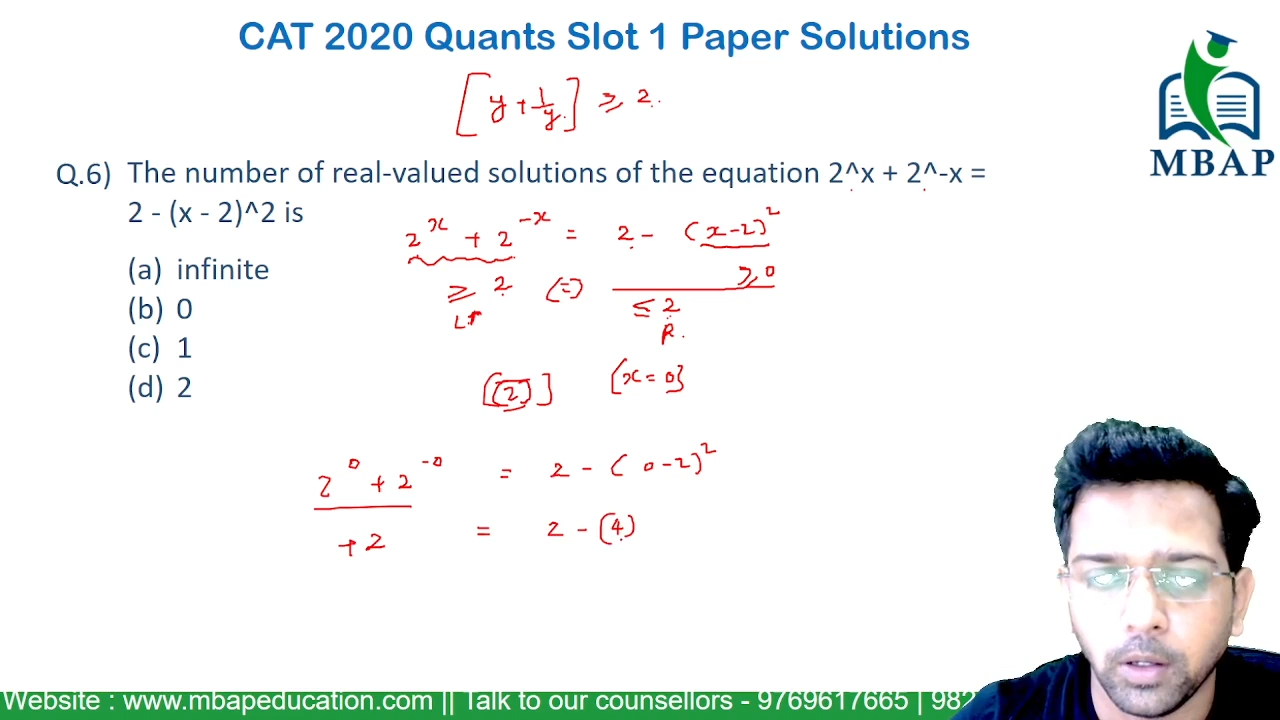 CAT 2020 Quants Slot 1 Paper Solutions
[y + 1/y] ≥ 2
MBAP
Q.6) The number of real-valued solutions of the equation 2^x + 2^-x =
2 - (x - 2)^2 is
2^x + 2^-x = 2 - (x-2)^2
(a) infinite
≥ 2 (=) ≥ 0
≤ 2
(b) 0
R.
(c) 1
(d) 2
[(2)] {x = 0}
2^0 + 2^-0 = 2 - (0-2)^2
+2 = 2 - (4)
Website : www.mbapeducation.com || Talk to our counsellors - 9769617665 | 982